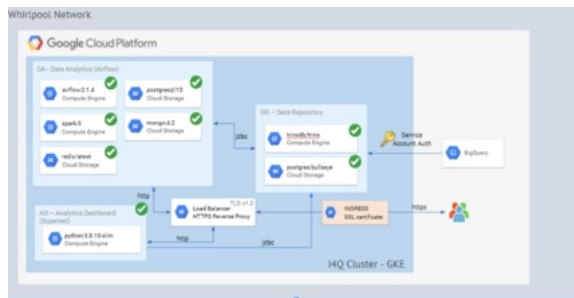 Whirlpool Network
Google Cloud Platform
DA - Data Analytics (Airflow)
airflow:2.1.4
Compute Engine
postgresql:13
Cloud Storage
spark:3
Compute Engine
mongo:4.2
Cloud Storage
redis:latest
Cloud Storage
DR - Data Repository
trinodb/trino
Compute Engine
postgres:bullseye
Cloud Storage
jdbc
Service
Account Auth
BigQuery
http
TLS v1.2
Load Balancer
HTTPS Reverse Proxy
INGRESS
SSL certificate
https
AD - Analytics Dashboard
(Superset)
python:3.8.13-slim
Compute Engine
http
jdbc
i4Q Cluster - GKE